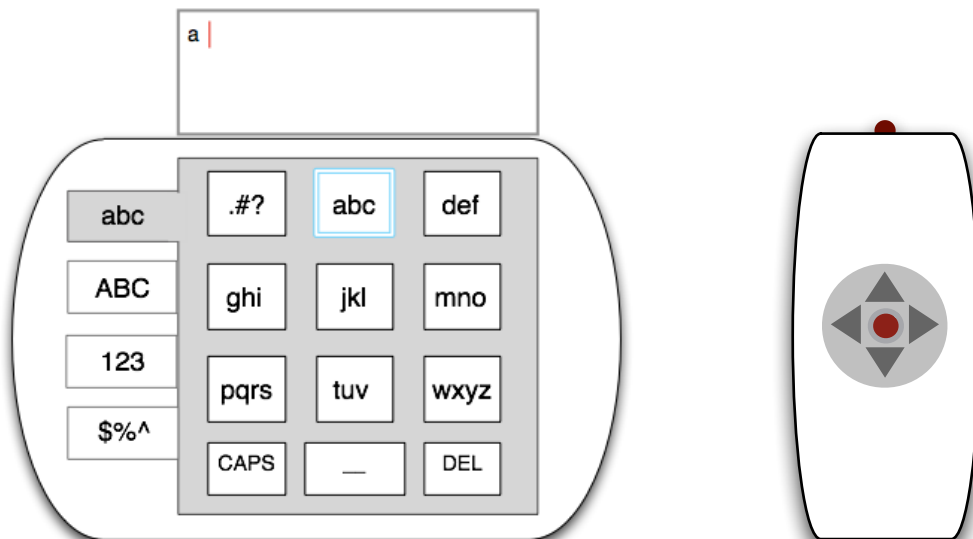 a
abc
ABC
123
$%^
.#? abc def
ghi jkl mno
pqrs tuv wxyz
CAPS __ DEL